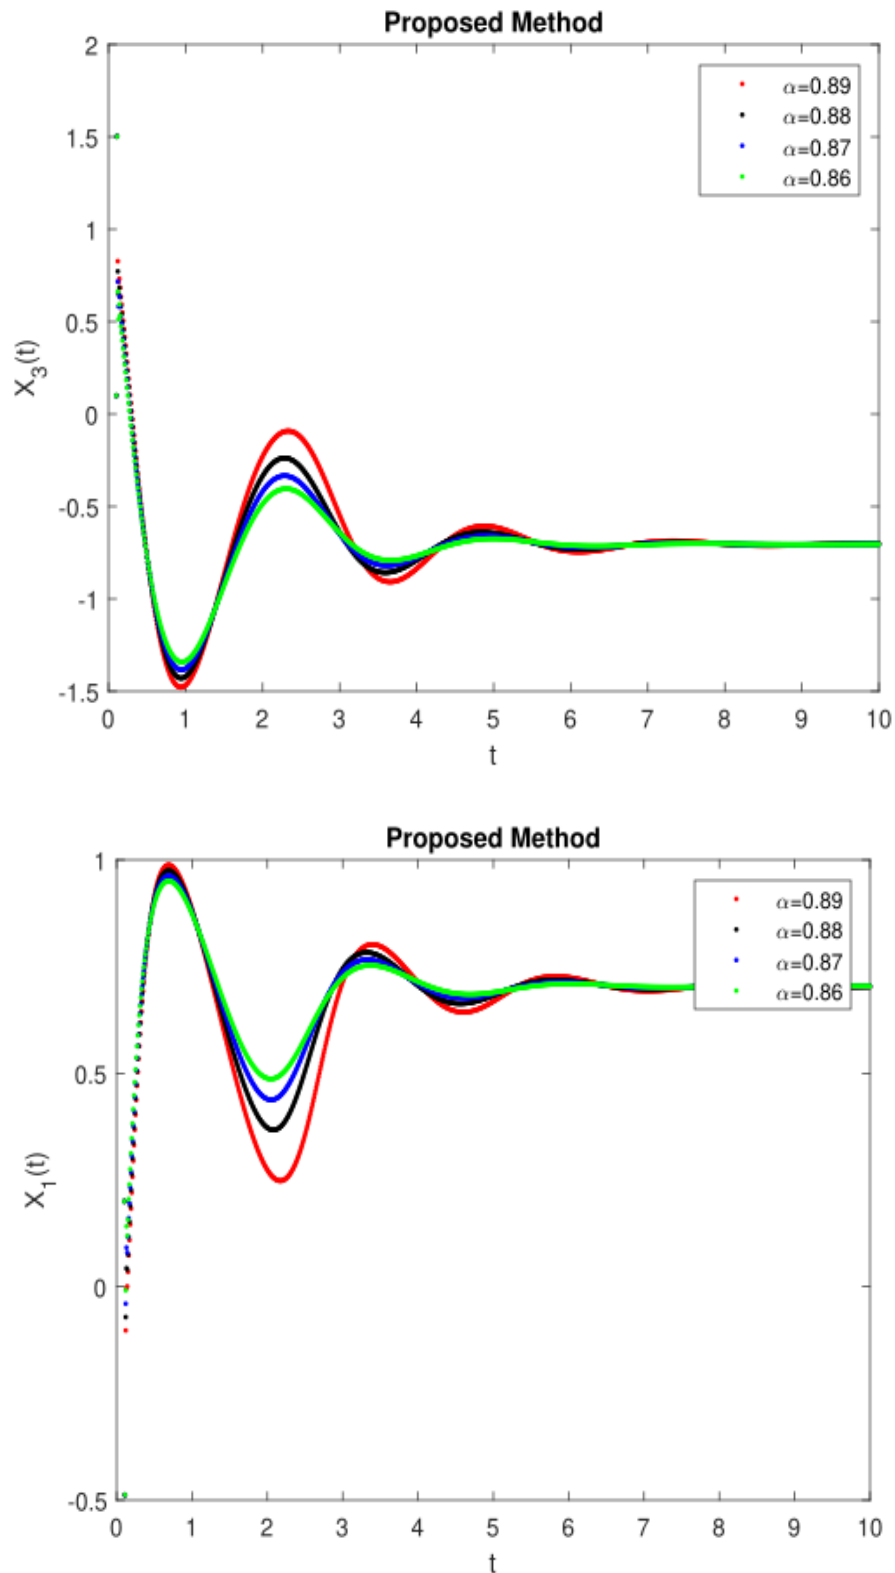 Proposed Method
2
α=0.89
α=0.88
1.5
α=0.87
α=0.86
1
0.5
X3(t)
0
-0.5
-1
-1.5
0 1 2 3 4 5 6 7 8 9 10
t
Proposed Method
1
α=0.89
α=0.88
α=0.87
α=0.86
0.5
X1(t)
0
-0.5
0 1 2 3 4 5 6 7 8 9 10
t